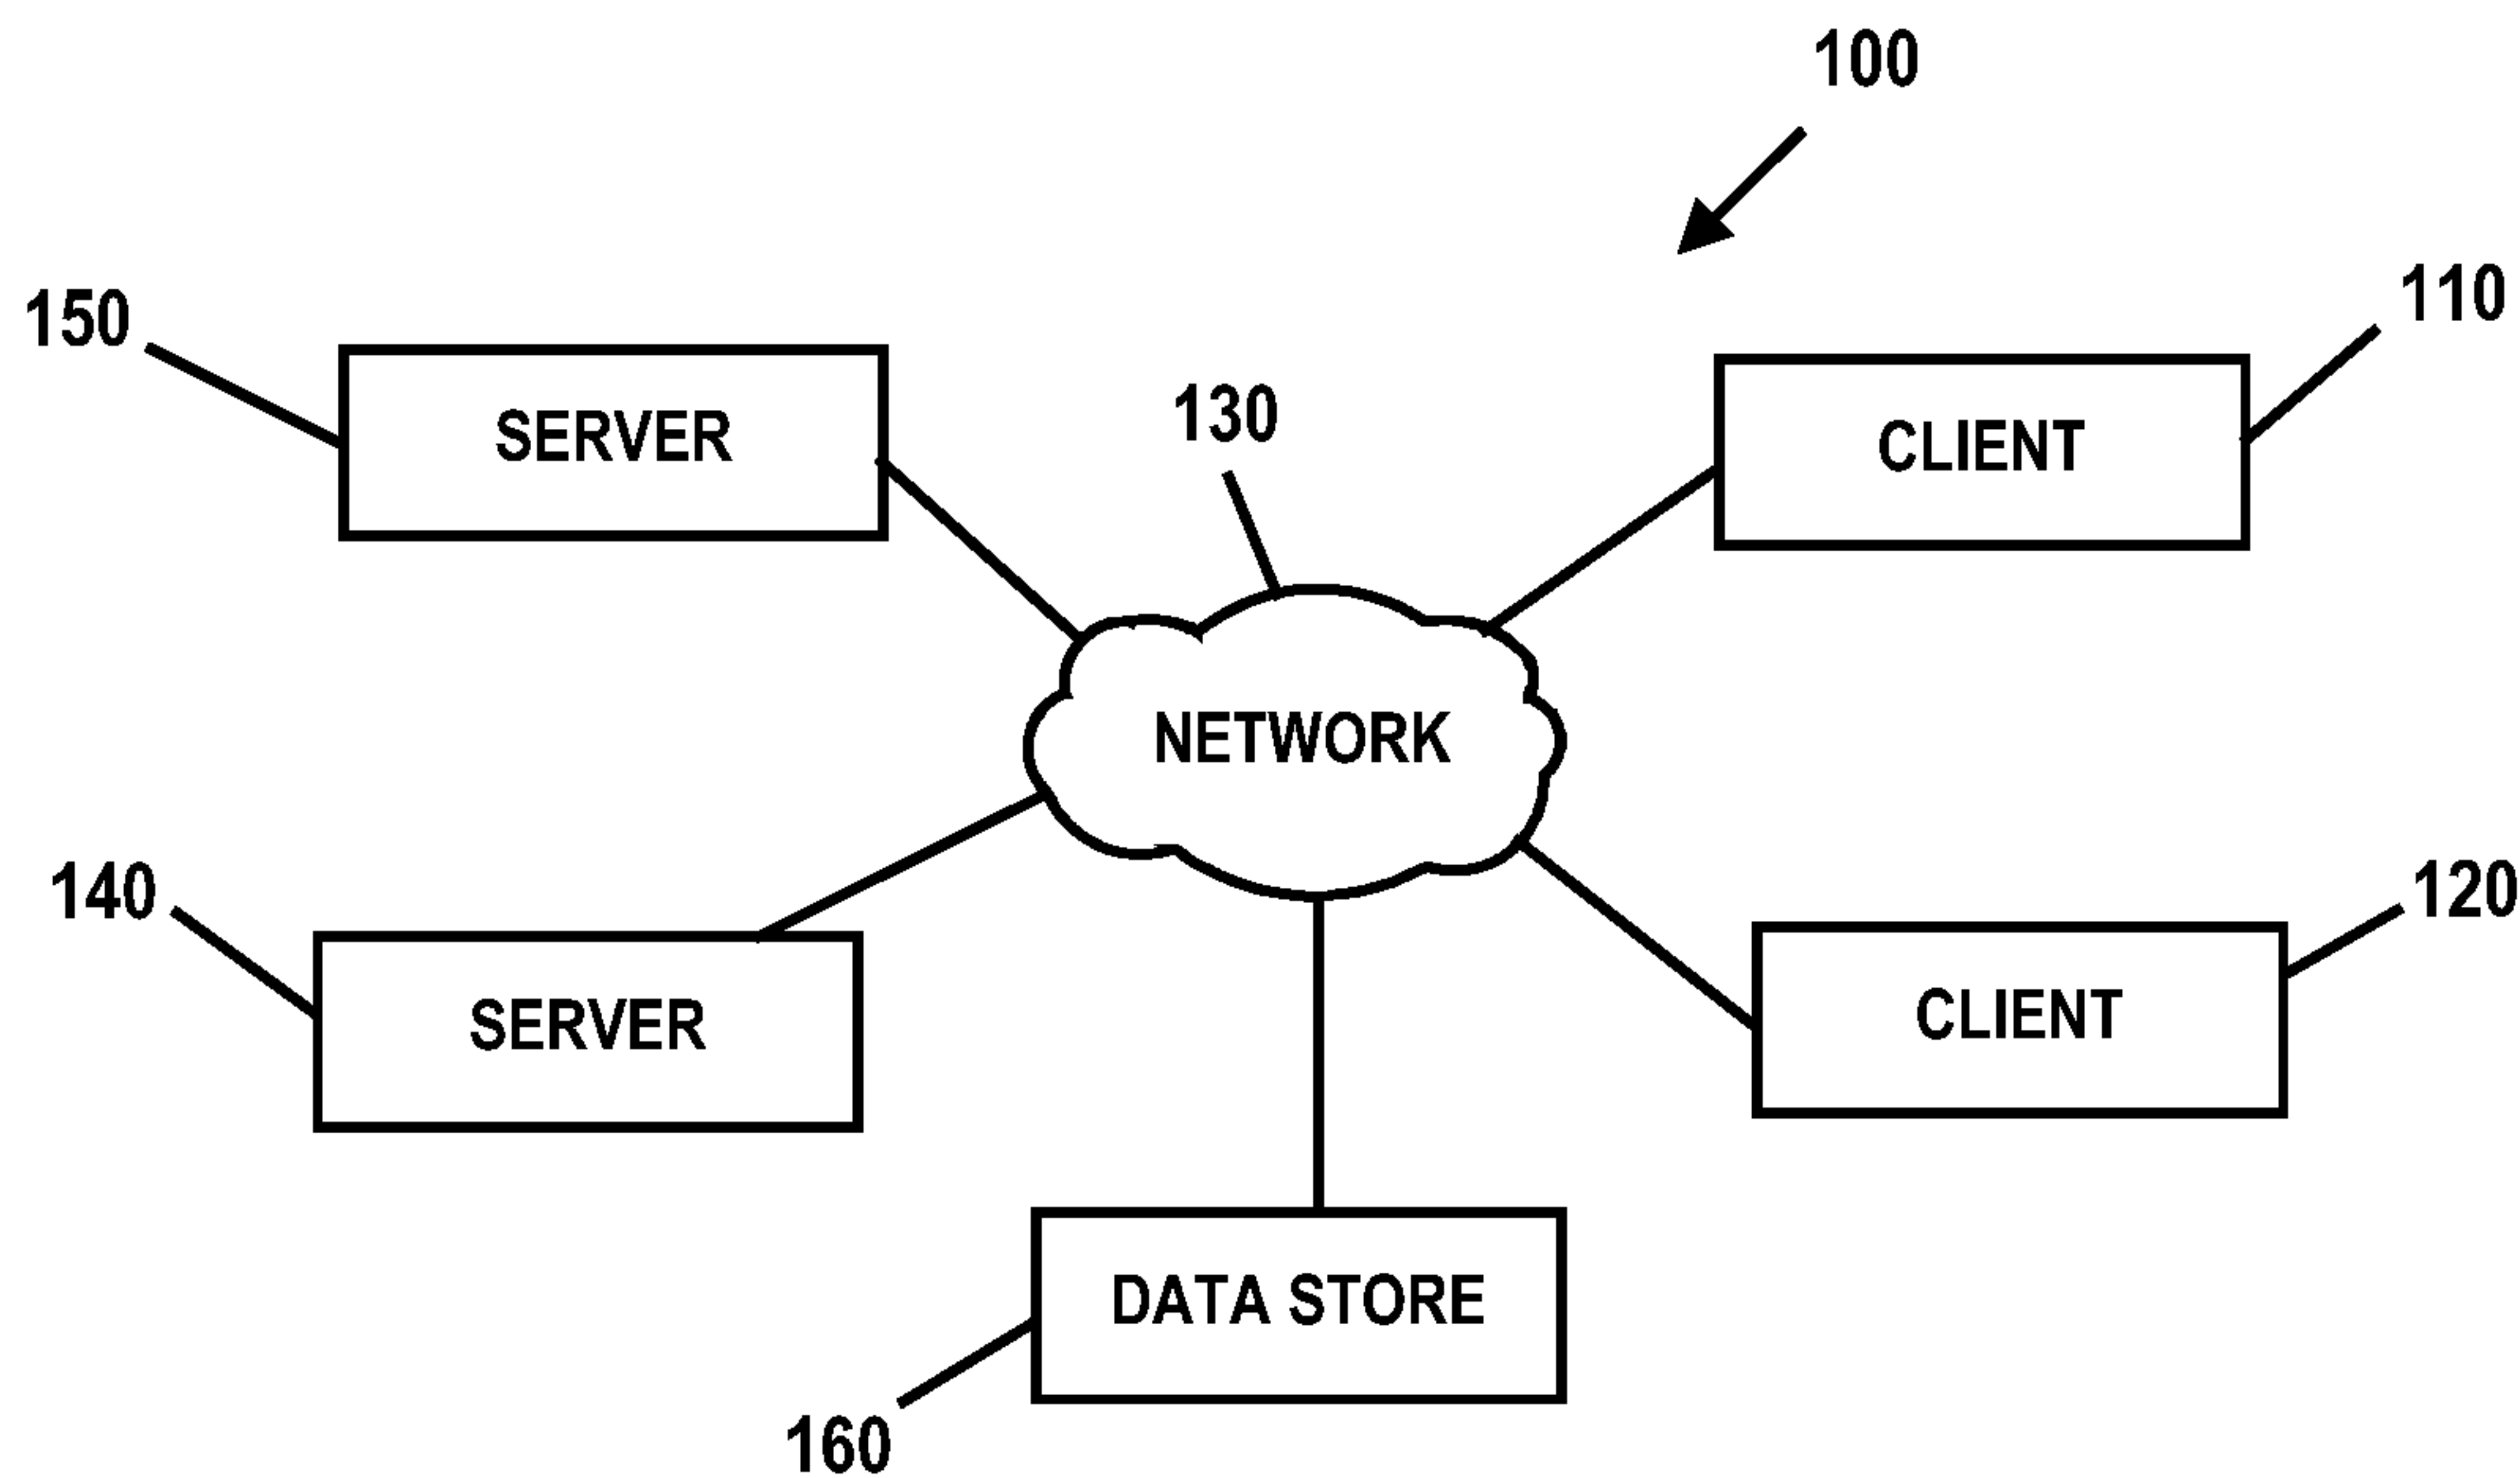 100
110
150
130
SERVER
CLIENT
NETWORK
140
120
SERVER
CLIENT
DATA STORE
160